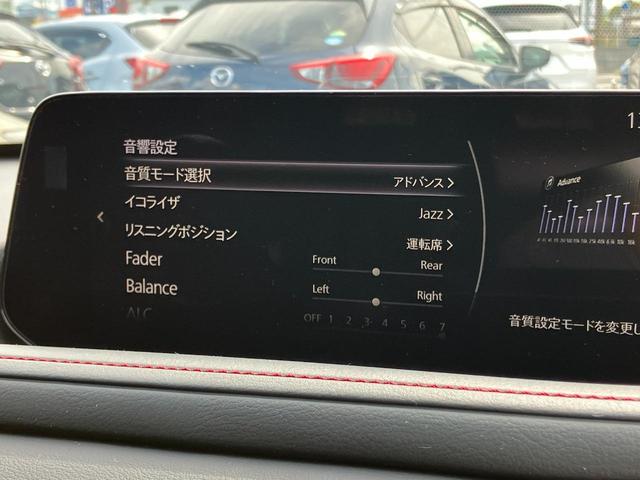 音響設定
音質モード選択 アドバンス
イコライザ Jazz
リスニングポジション 運転席
Fader Front Rear
Balance Left Right
ALC OFF 1 2 3 4 5 6 7
Advance
音質設定モードを変更し